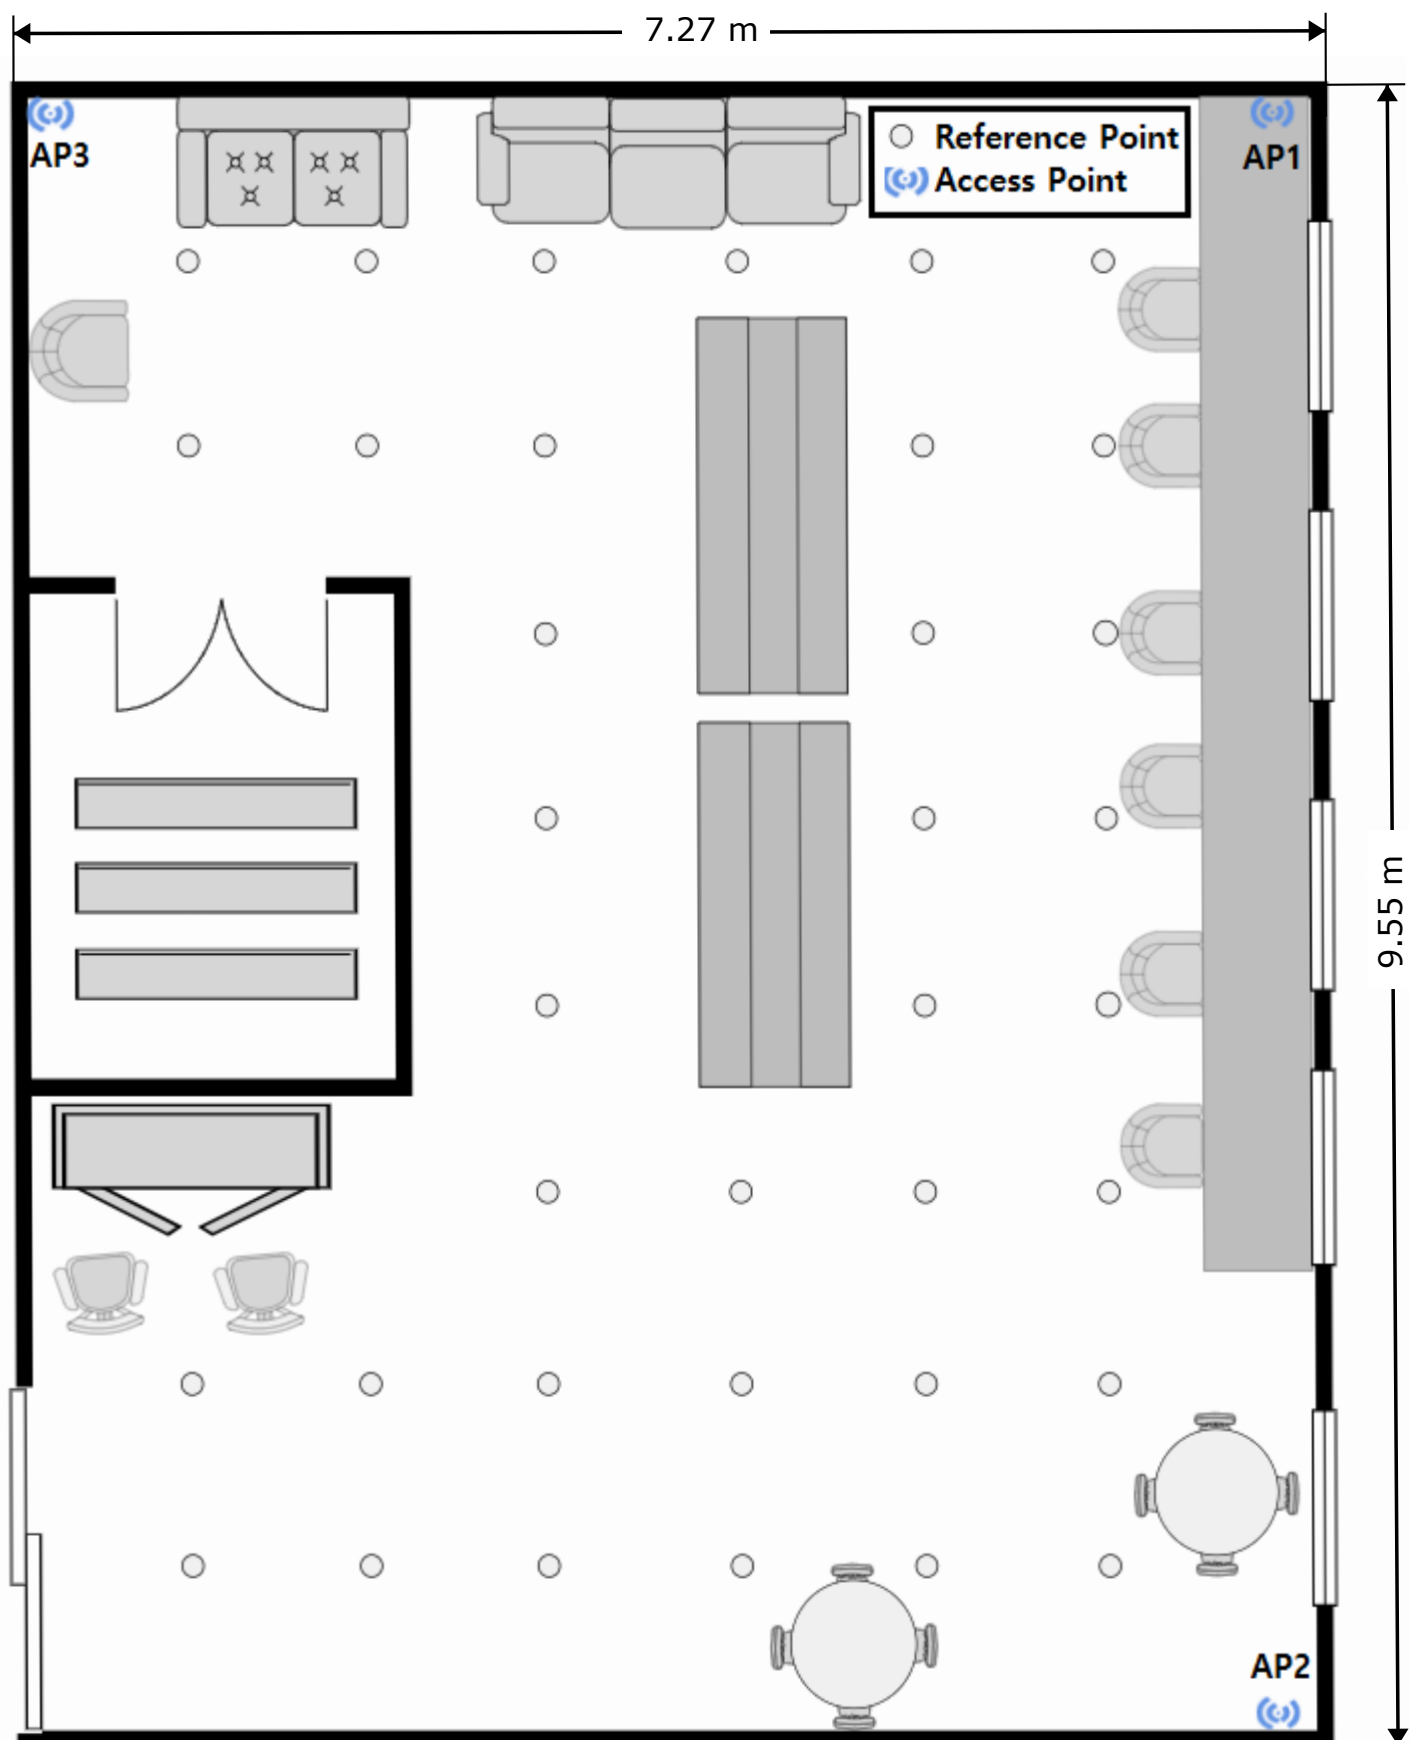 7.27 m
AP3
Reference Point
Access Point
AP1
9.55 m
AP2